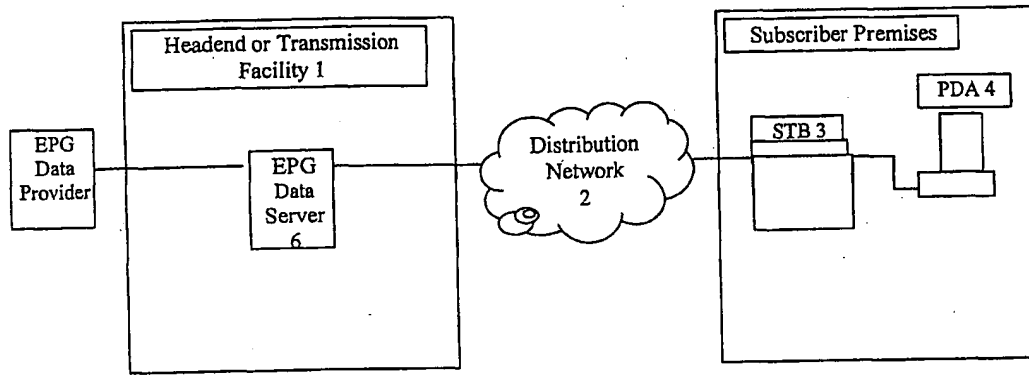 Headend or Transmission
Facility 1
Subscriber Premises
PDA 4
STB 3
EPG
Data
Provider
EPG
Data
Server
6
Distribution
Network
2